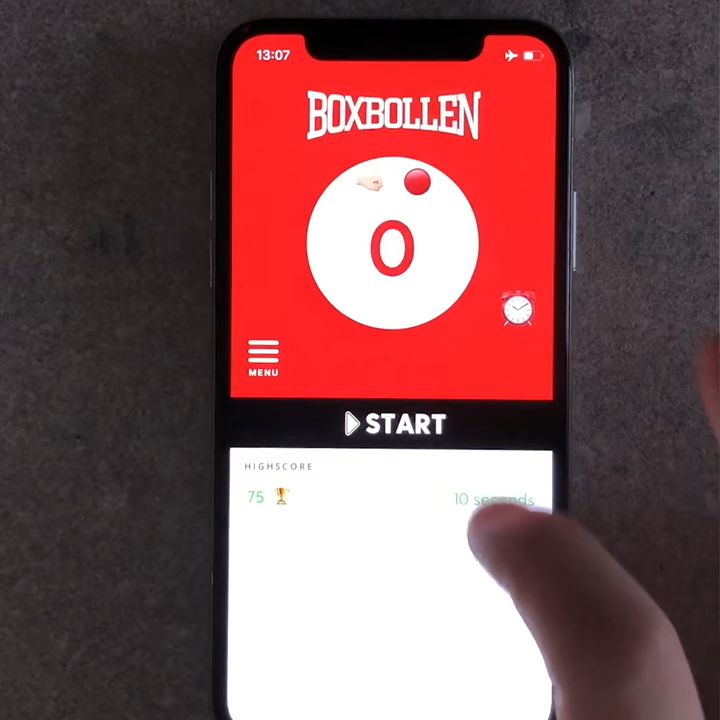 13:07
BOXBOLLEN
0
MENU
START
HIGHSCORE
75 10 seconds